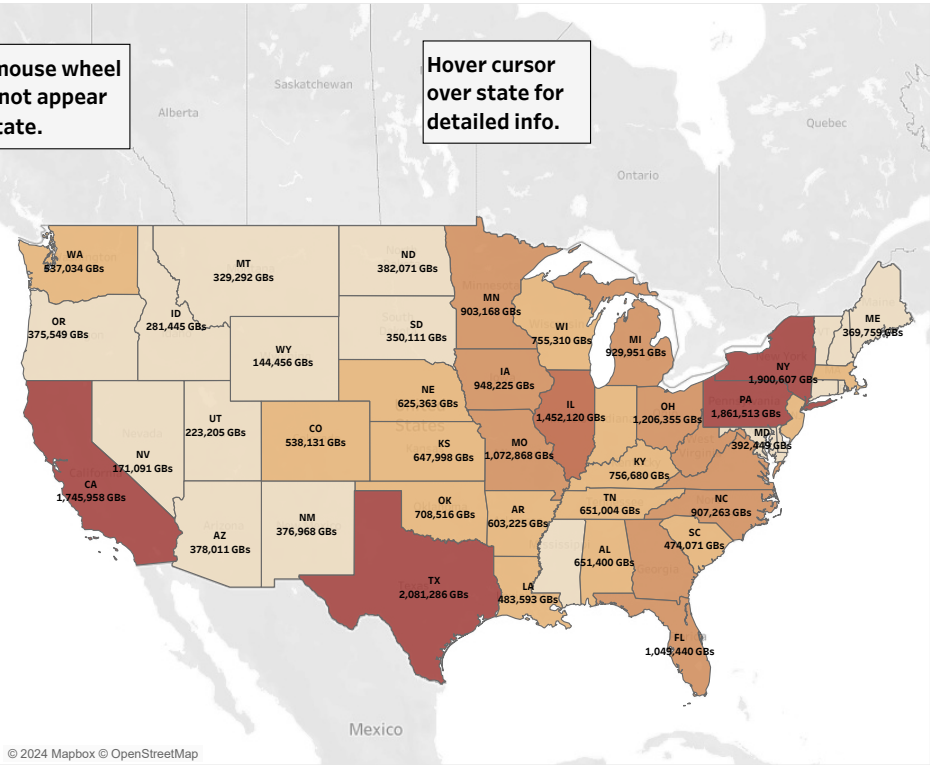 mouse wheel
not appear
tate.
Hover cursor
over state for
detailed info.
Alberta
Saskatchewan
Ontario
Quebec
WA
537,034 GBs
MT
329,292 GBs
ND
382,071 GBs
MN
903,168 GBs
OR
375,549 GBs
ID
281,445 GBs
WY
144,456 GBs
SD
350,111 GBs
WI
755,310 GBs
MI
929,951 GBs
ME
369,759 GBs
NY
1,900,607 GBs
PA
1,861,513 GBs
MD
392,449 GBs
NE
625,363 GBs
IA
948,225 GBs
IL
1,452,120 GBs
OH
1,206,355 GBs
NV
171,091 GBs
UT
223,205 GBs
CO
538,131 GBs
KS
647,998 GBs
MO
1,072,868 GBs
KY
756,680 GBs
CA
1,745,958 GBs
AZ
378,011 GBs
NM
376,968 GBs
OK
708,516 GBs
AR
603,225 GBs
TN
651,004 GBs
NC
907,263 GBs
SC
474,071 GBs
AL
651,400 GBs
TX
2,081,286 GBs
LA
483,593 GBs
FL
1,049,440 GBs
Nevada
Arizona
Georgia
States
Mexico
© 2024 Mapbox © OpenStreetMap